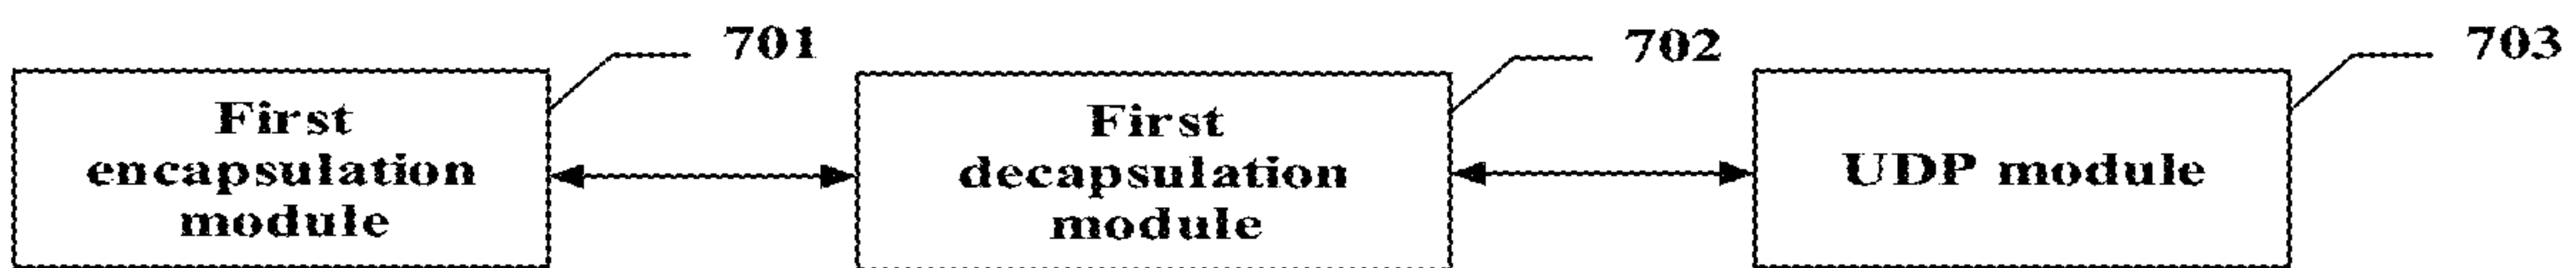 701
702
703
First
encapsulation
module
First
decapsulation
module
UDP module